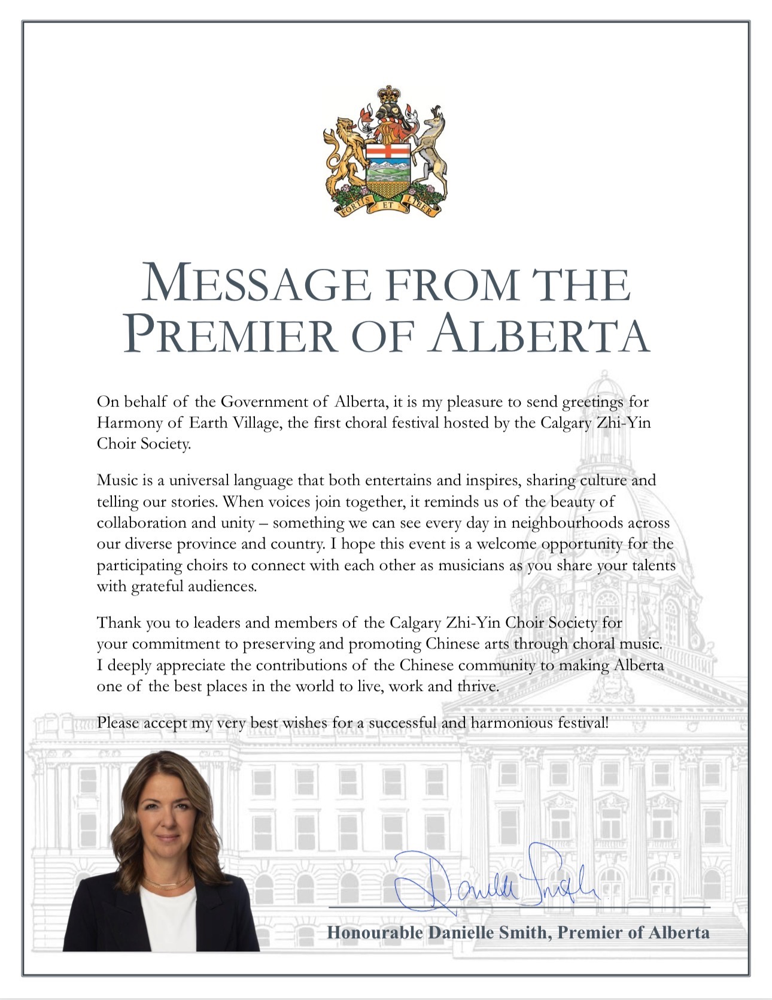 FORTIS ET LIBER
MESSAGE FROM THE
PREMIER OF ALBERTA
On behalf of the Government of Alberta, it is my pleasure to send greetings for
Harmony of Earth Village, the first choral festival hosted by the Calgary Zhi-Yin
Choir Society.
Music is a universal language that both entertains and inspires, sharing culture and
telling our stories. When voices join together, it reminds us of the beauty of
collaboration and unity – something we can see every day in neighbourhoods across
our diverse province and country. I hope this event is a welcome opportunity for the
participating choirs to connect with each other as musicians as you share your talents
with grateful audiences.
Thank you to leaders and members of the Calgary Zhi-Yin Choir Society for
your commitment to preserving and promoting Chinese arts through choral music.
I deeply appreciate the contributions of the Chinese community to making Alberta
one of the best places in the world to live, work and thrive.
Please accept my very best wishes for a successful and harmonious festival!
Danielle Smith
Honourable Danielle Smith, Premier of Alberta